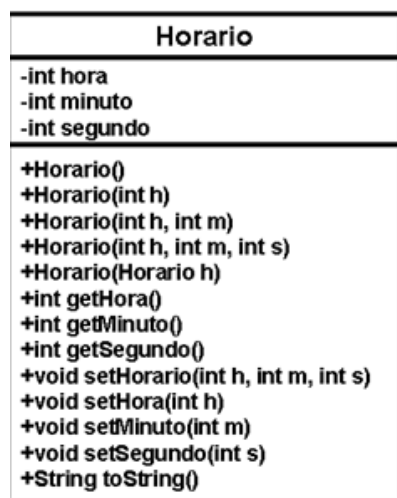 Horario
-int hora
-int minuto
-int segundo
+Horario()
+Horario(int h)
+Horario(int h, int m)
+Horario(int h, int m, int s)
+Horario(Horario h)
+int getHora()
+int getMinuto()
+int getSegundo()
+void setHorario(int h, int m, int s)
+void setHora(int h)
+void setMinuto(int m)
+void setSegundo(int s)
+String toString()